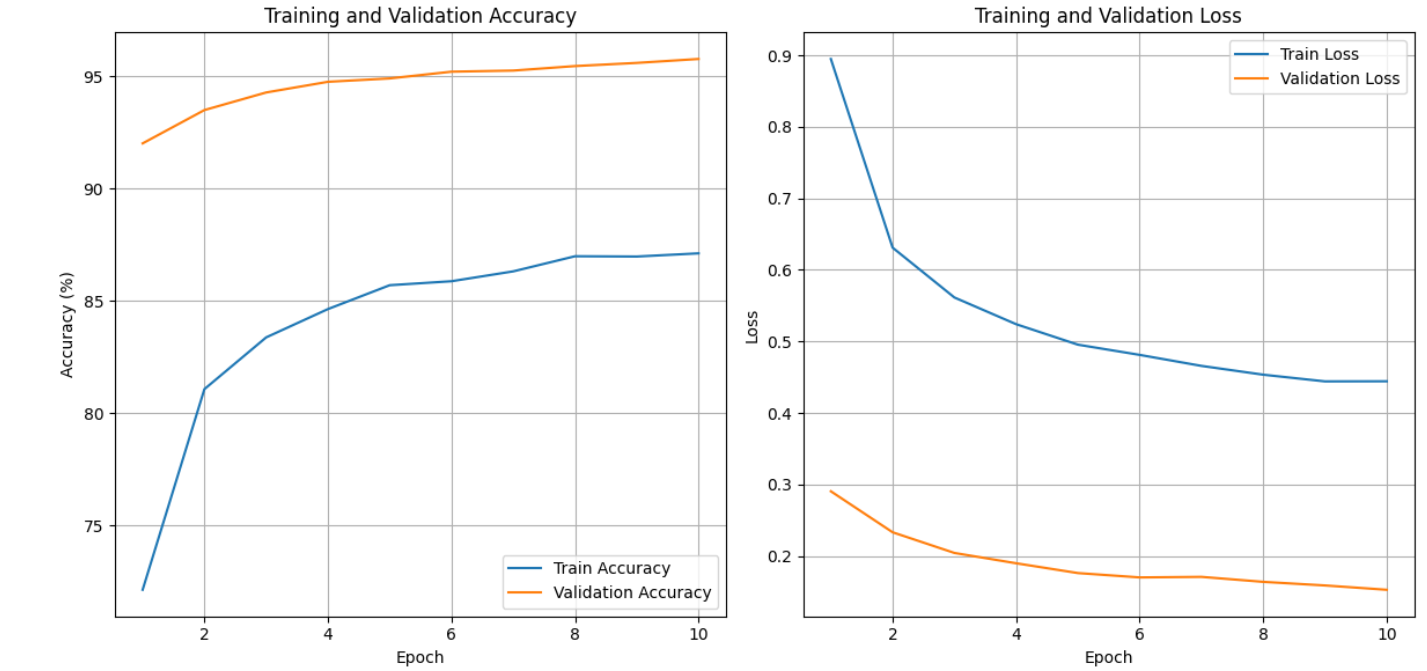 Training and Validation Accuracy
Accuracy (%)
95
90
85
80
75
2 4 6 8 10
Epoch
Train Accuracy
Validation Accuracy
Training and Validation Loss
Loss
0.9
0.8
0.7
0.6
0.5
0.4
0.3
0.2
2 4 6 8 10
Epoch
Train Loss
Validation Loss